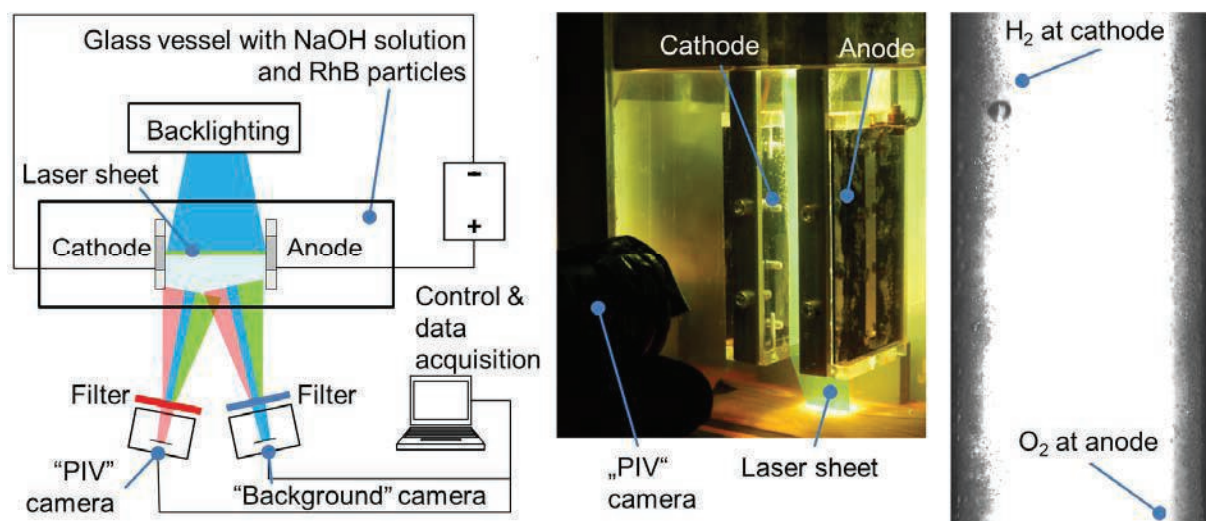 Glass vessel with NaOH solution
and RhB particles
Backlighting
Laser sheet
-
+
Cathode
Anode
Control &
data
acquisition
Filter
Filter
“PIV”
camera
“Background” camera
Cathode
Anode
„PIV“
camera
Laser sheet
H₂ at cathode
O₂ at anode